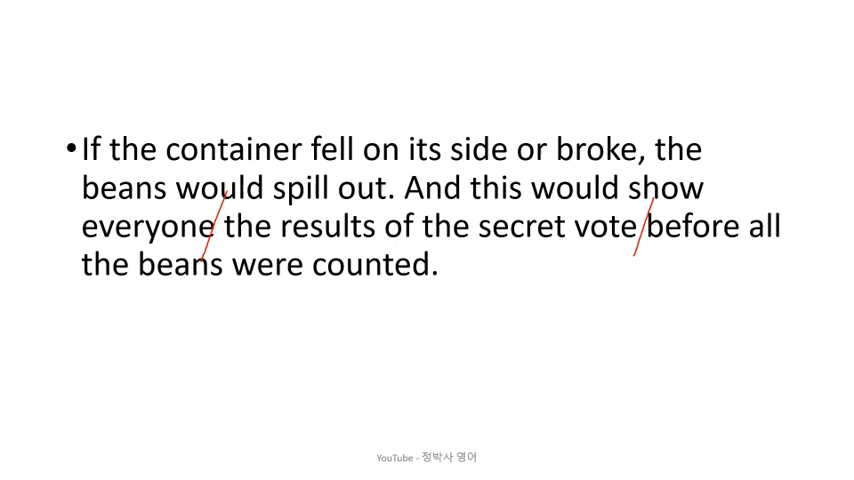 •If the container fell on its side or broke, the
beans would spill out. And this would show
everyone the results of the secret vote before all
the beans were counted.
YouTube - 정박사 영어